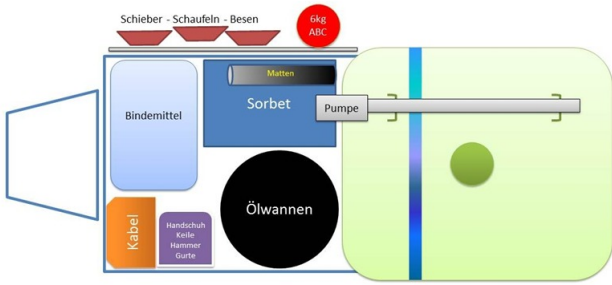 Schieber - Schaufeln - Besen
6kg
ABC
Matten
Bindemittel
Sorbet
Pumpe
Ölwannen
Kabel
Handschuh
Keile
Hammer
Gurte